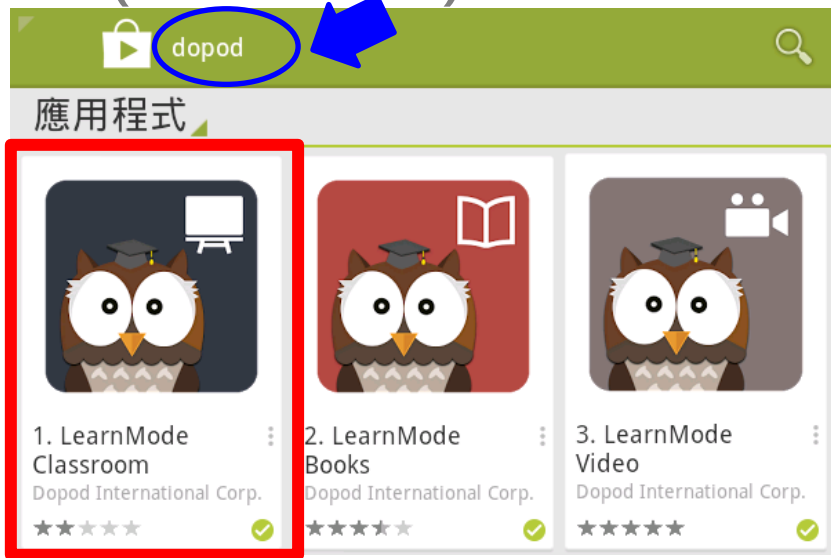 dopod
應用程式
1. LearnMode
Classroom
Dopod International Corp.
2. LearnMode
Books
Dopod International Corp.
3. LearnMode
Video
Dopod International Corp.